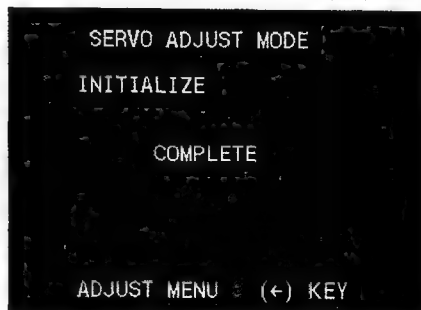 SERVO ADJUST MODE
INITIALIZE
COMPLETE
ADJUST MENU : (←) KEY